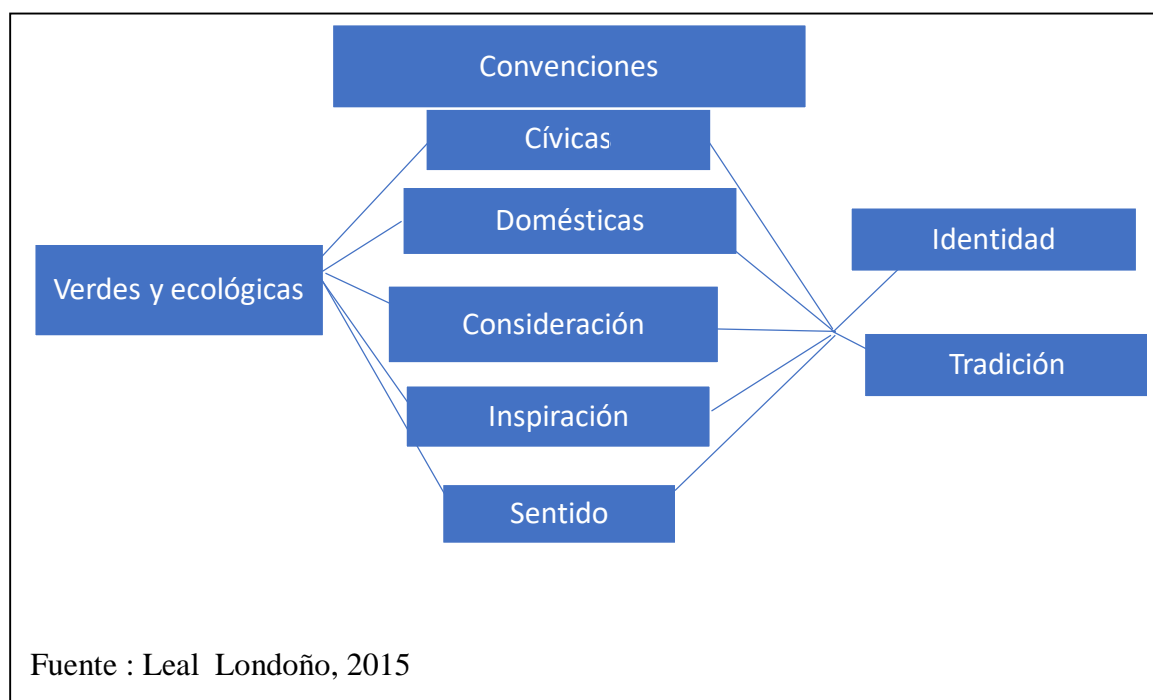 Convenciones
Cívicas
Domésticas
Identidad
Verdes y ecológicas
Consideración
Tradición
Inspiración
Sentido
Fuente : Leal Londoño, 2015